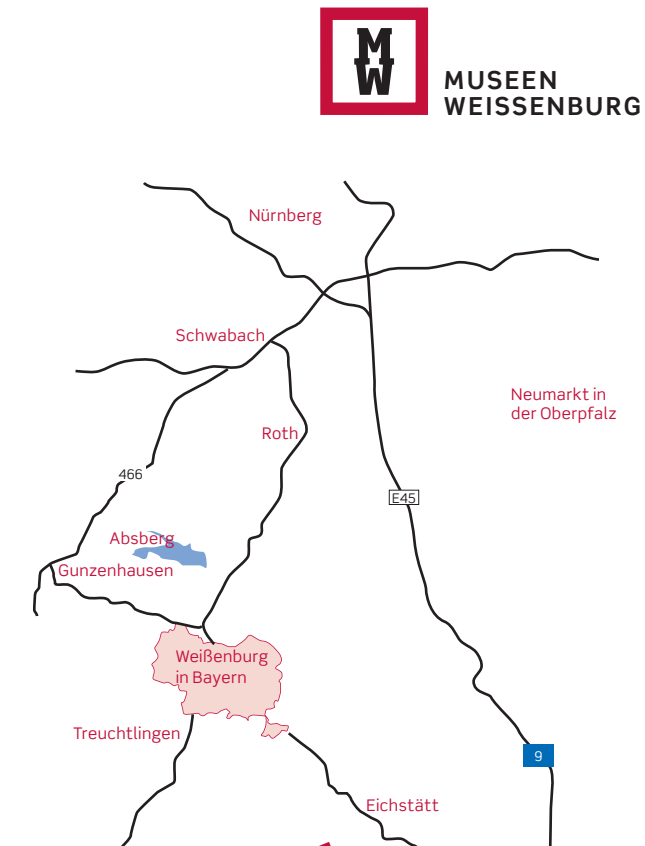 MW
MUSEEN
WEISSENBURG
Nürnberg
Schwabach
Neumarkt in
der Oberpfalz
Roth
466
E45
Absberg
Gunzenhausen
Weißenburg
in Bayern
Treuchtlingen
9
Eichstätt